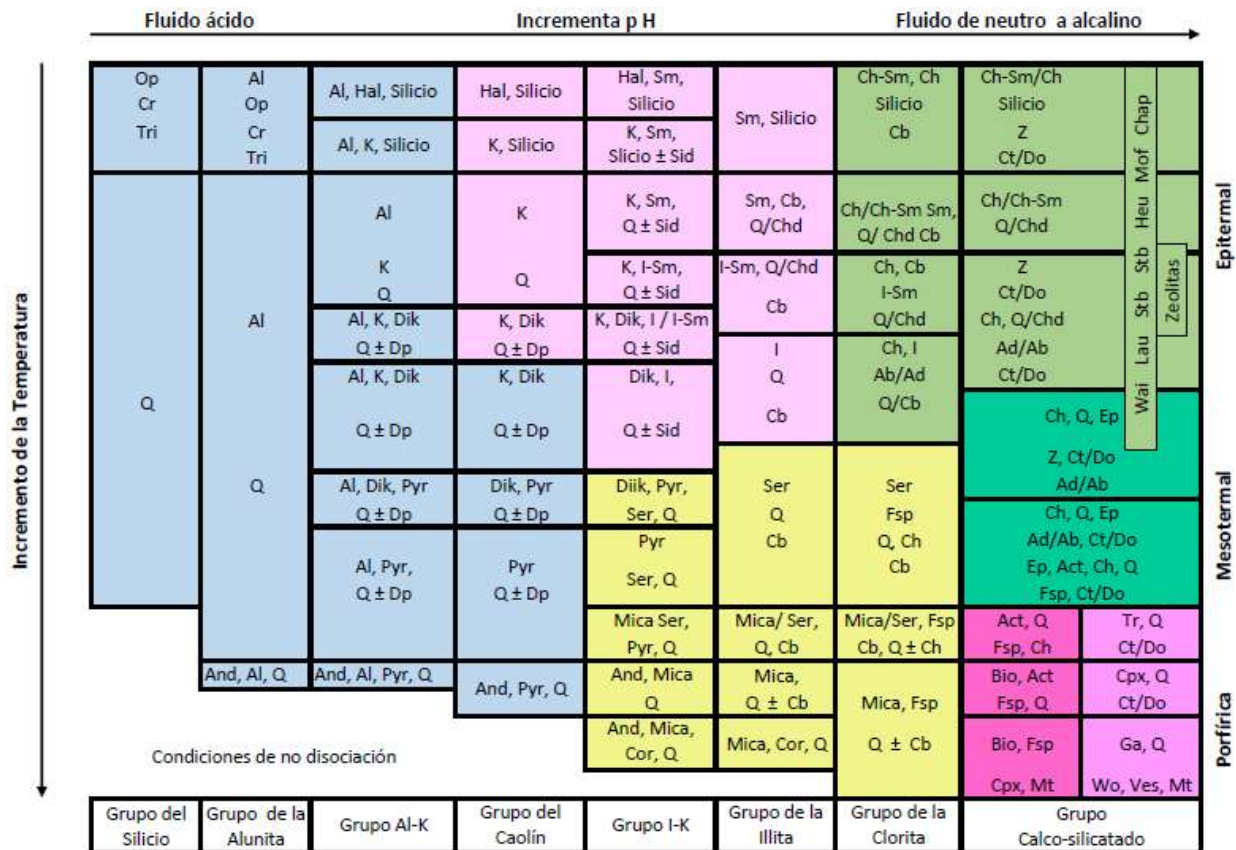 Fluido ácido
Incrementa p H
Fluido de neutro a alcalino
Incremento de la Temperatura
Op
Cr
Tri
Q
Al
Op
Cr
Tri
Al
Q
And, Al, Q
Al, Hal, Silicio
Al, K, Silicio
Al
K
Q
Al, K, Dik
Q ± Dp
Al, K, Dik
Q ± Dp
Al, Dik, Pyr
Q ± Dp
Al, Pyr,
Q ± Dp
And, Al, Pyr, Q
Hal, Silicio
K, Silicio
K
Q
K, Dik
Q ± Dp
K, Dik
Q ± Dp
Dik, Pyr
Q ± Dp
Pyr
Q ± Dp
And, Pyr, Q
Hal, Sm,
Silicio
K, Sm,
Slicio ± Sid
K, Sm,
Q ± Sid
K, I-Sm,
Q ± Sid
K, Dik, I / I-Sm
Q ± Sid
Dik, I,
Q ± Sid
Diik, Pyr,
Ser, Q
Pyr
Ser, Q
Mica Ser,
Pyr, Q
And, Mica
Q
And, Mica,
Cor, Q
Sm, Silicio
Sm, Cb,
Q/Chd
I-Sm, Q/Chd
Cb
I
Q
Cb
Ser
Q
Cb
Mica/ Ser,
Q, Cb
Mica,
Q ± Cb
Mica, Cor, Q
Ch-Sm, Ch
Silicio
Cb
Ch/Ch-Sm Sm,
Q/ Chd Cb
Ch, Cb
I-Sm
Q/Chd
Ch, I
Ab/Ad
Q/Cb
Ser
Fsp
Q, Ch
Cb
Mica/Ser, Fsp
Cb, Q ± Ch
Mica, Fsp
Q ± Cb
Ch-Sm/Ch
Silicio
Z
Ct/Do
Ch/Ch-Sm
Q/Chd
Z
Ct/Do
Ch, Q/Chd
Ad/Ab
Ct/Do
Ch, Q, Ep
Z, Ct/Do
Ad/Ab
Ch, Q, Ep
Ad/Ab, Ct/Do
Ep, Act, Ch, Q
Fsp, Ct/Do
Act, Q
Fsp, Ch
Bio, Act
Fsp, Q
Bio, Fsp
Cpx, Mt
Tr, Q
Ct/Do
Cpx, Q
Ct/Do
Ga, Q
Wo, Ves, Mt
Wai Lau Stb Stb Heu Mof Chap
Zeolitas
Epitermal
Mesotermal
Porfírica
Condiciones de no disociación
Grupo del
Silicio
Grupo de la
Alunita
Grupo Al-K
Grupo del
Caolín
Grupo I-K
Grupo de la
Illita
Grupo de la
Clorita
Grupo
Calco-silicatado